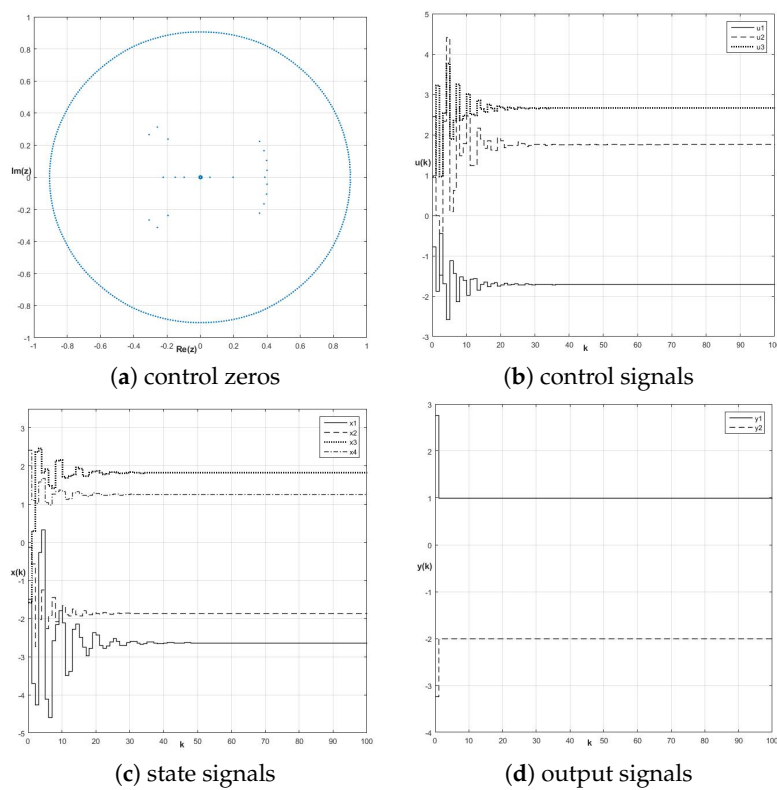 1
0.8
0.6
0.4
0.2
Im(z)
0
-0.2
-0.4
-0.6
-0.8
-1
-1 -0.8 -0.6 -0.4 -0.2 0 0.2 0.4 0.6 0.8 1
Re(z)
(a) control zeros
5
4
3
2
u(k)
1
0
-1
-2
-3
u1
u2
u3
0 10 20 30 40 50 60 70 80 90 100
k
(b) control signals
3
2
1
0
x(k)
-1
-2
-3
-4
-5
x1
x2
x3
x4
0 10 20 30 40 50 60 70 80 90 100
k
(c) state signals
3
2
1
0
y(k)
-1
-2
-3
-4
y1
y2
0 10 20 30 40 50 60 70 80 90 100
k
(d) output signals